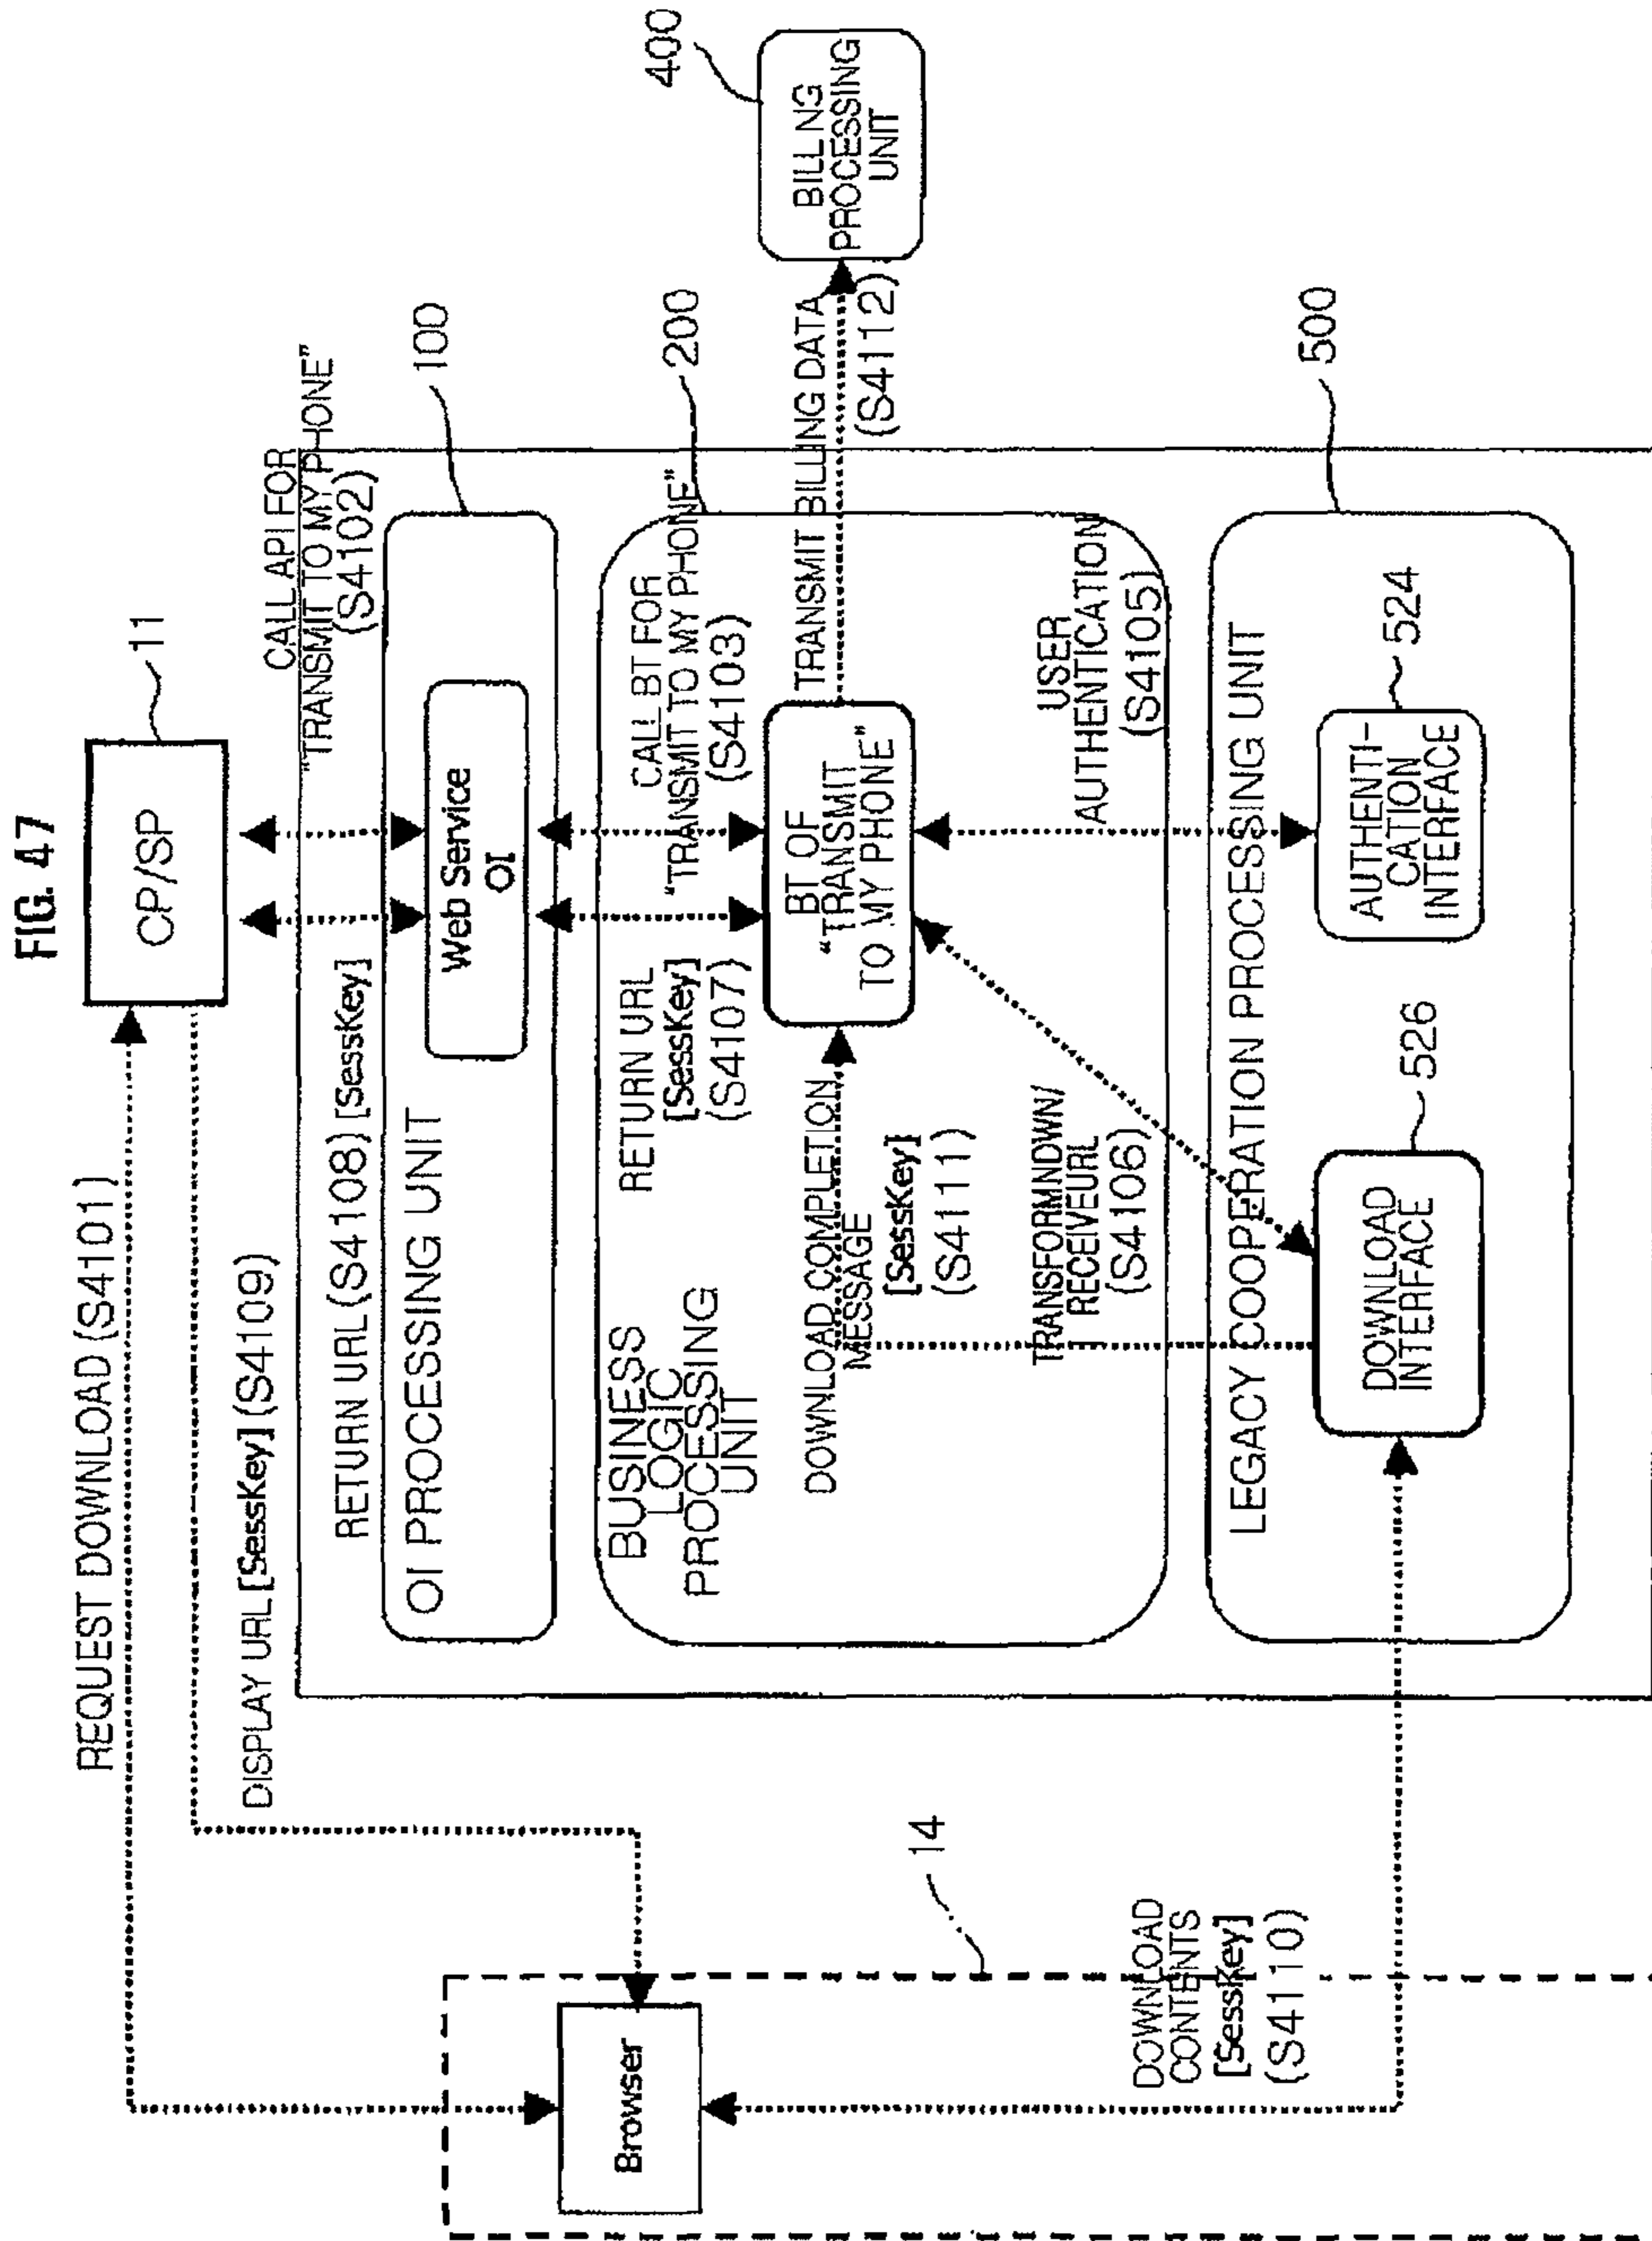 FIG. 47
REQUEST DOWNLOAD (S4101)
CP/SP
11
DISPLAY URL [SessKey] (S4109)
CALL API FOR
"TRANSMIT TO MY PHONE"
(S4102)
RETURN URL (S4108) [SessKey]
OI PROCESSING UNIT
100
Web Service
OI
BUSINESS
LOGIC
PROCESSING
UNIT
200
RETURN URL
[SessKey]
(S4107)
CALL BT FOR
"TRANSMIT TO MY PHONE"
(S4103)
BT OF
"TRANSMIT
TO MY PHONE"
TRANSMIT BILLING DATA
(S4112)
BILLNG
PROCESSING
UNIT
400
DOWNLOAD COMPLETION
MESSAGE
[SessKey]
(S4111)
TRANSFORMNDWN/
RECEIVEURL
(S4106)
USER
AUTHENTICATION
(S4105)
LEGACY COOPERATION PROCESSING UNIT
500
DOWNLOAD
INTERFACE
526
AUTHENTI-
CATION
INTERFACE
524
Browser
14
DOWNLOAD
CONTENTS
[SessKey]
(S4110)